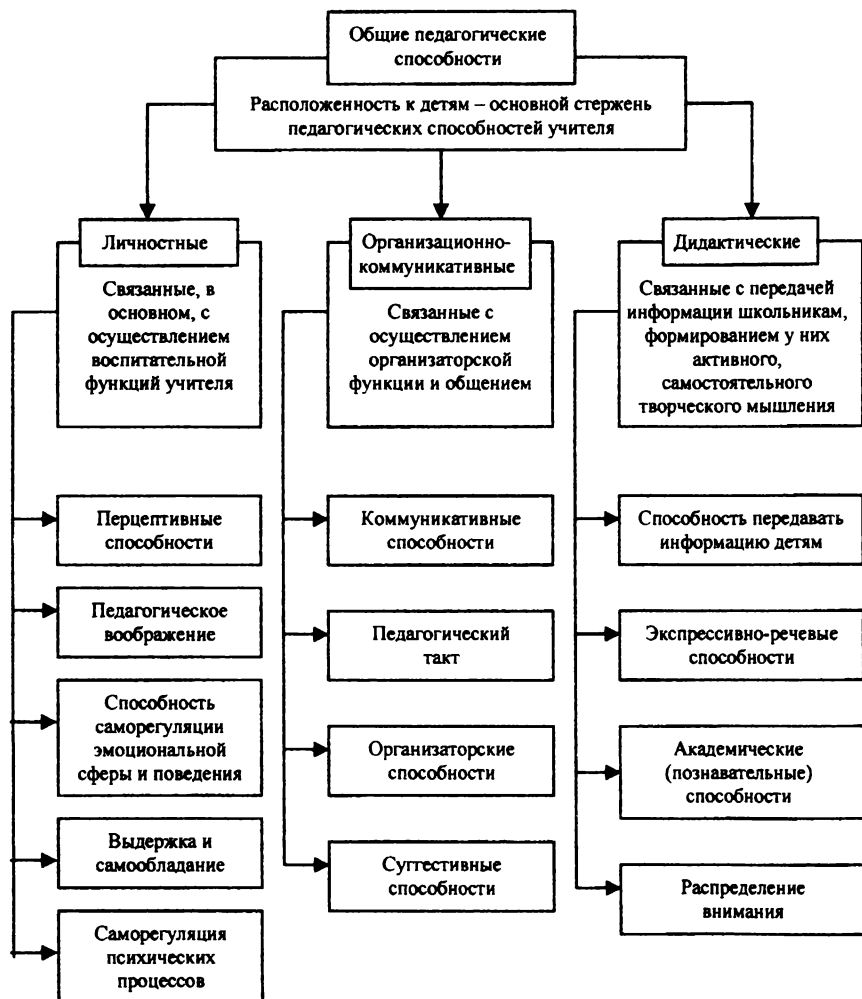 Общие педагогические
способности
Расположенность к детям – основной стержень
педагогических способностей учителя
Личностные
Связанные, в
основном, с
осуществлением
воспитательной
функций учителя
Перцептивные
способности
Педагогическое
воображение
Способность
саморегуляции
эмоциональной
сферы и поведения
Выдержка и
самообладание
Саморегуляция
психических
процессов
Организационно-
коммуникативные
Связанные с
осуществлением
организаторской
функции и общением
Коммуникативные
способности
Педагогический
такт
Организаторские
способности
Суггестивные
способности
Дидактические
Связанные с передачей
информации школьникам,
формированием у них
активного,
самостоятельного
творческого мышления
Способность передавать
информацию детям
Экспрессивно-речевые
способности
Академические
(познавательные)
способности
Распределение
внимания